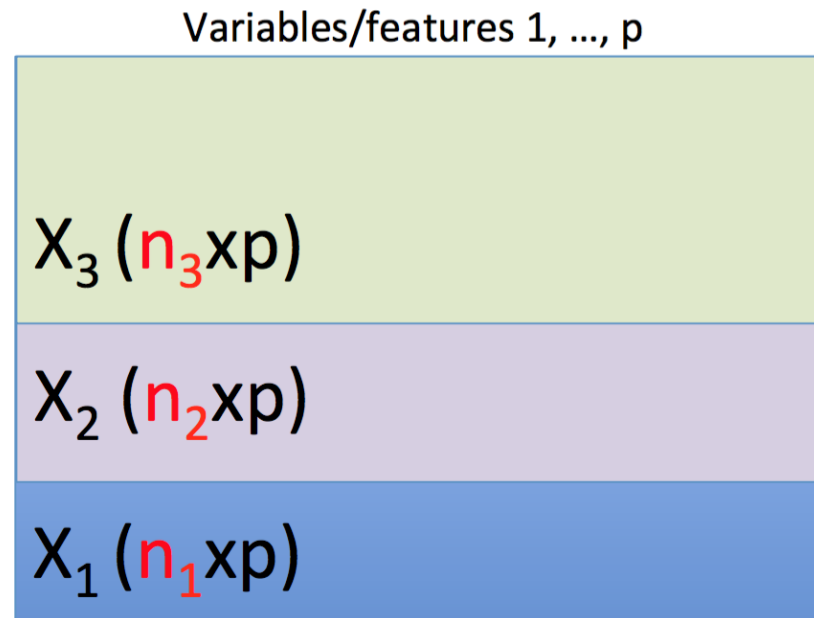 Variables/features 1, ..., p
X₃ (n₃xp)
X₂ (n₂xp)
X₁ (n₁xp)